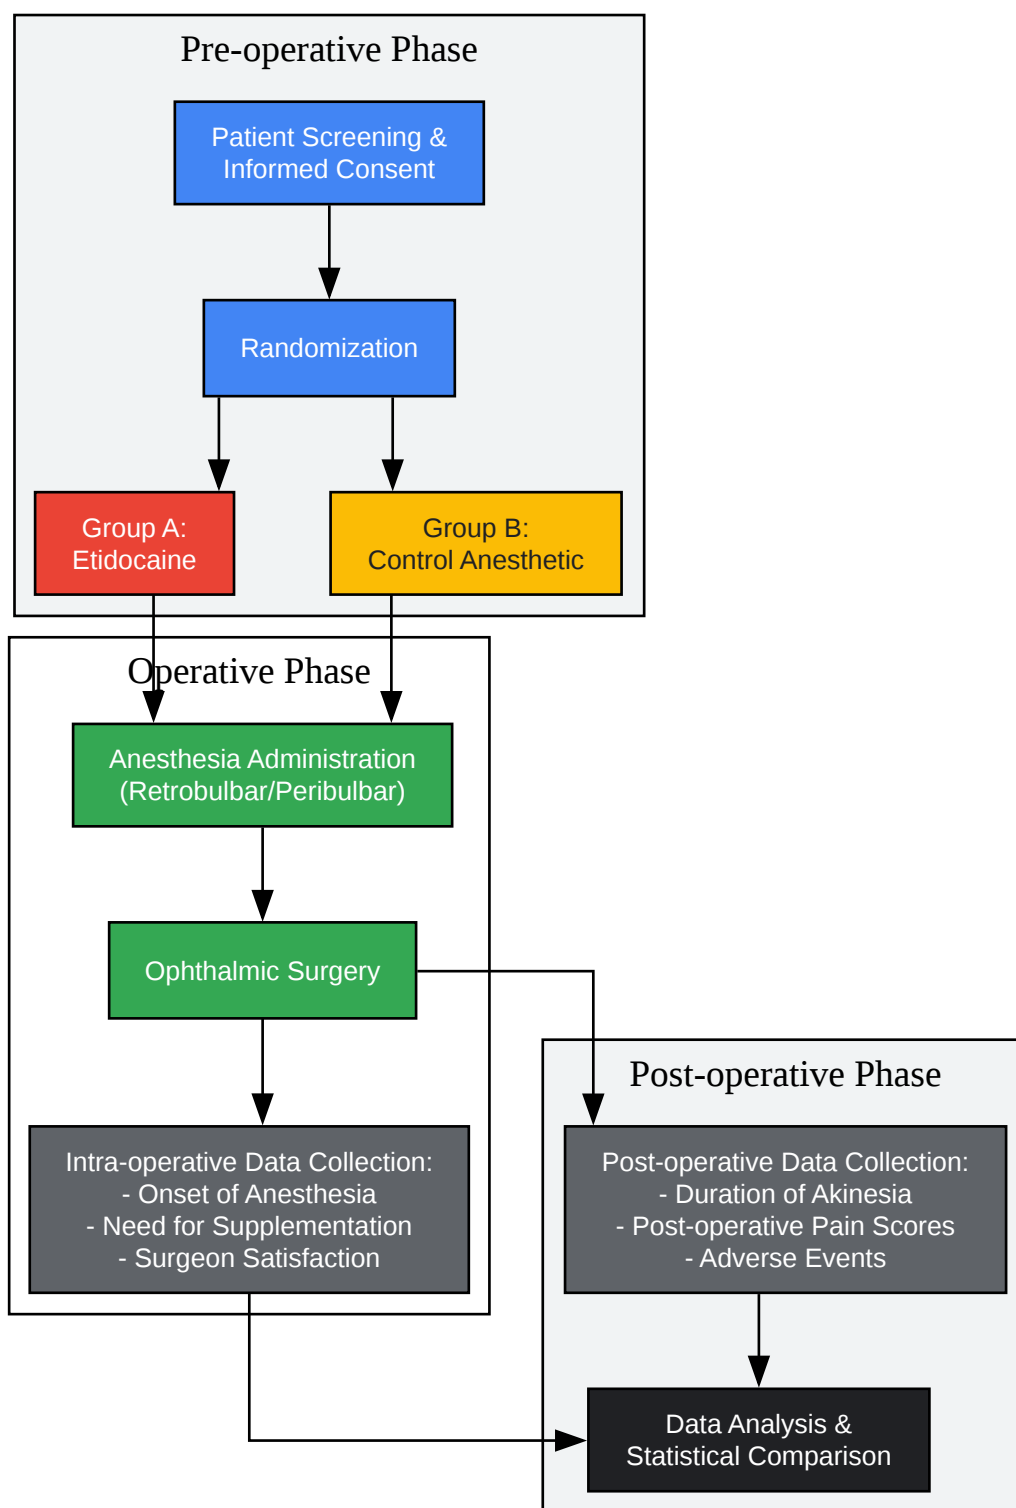 Pre-operative Phase
Patient Screening &
Informed Consent
Randomization
Group A:
Etidocaine
Group B:
Control Anesthetic
Operative Phase
Anesthesia Administration
(Retrobulbar/Peribulbar)
Ophthalmic Surgery
Intra-operative Data Collection:
- Onset of Anesthesia
- Need for Supplementation
- Surgeon Satisfaction
Post-operative Phase
Post-operative Data Collection:
- Duration of Akinesia
- Post-operative Pain Scores
- Adverse Events
Data Analysis &
Statistical Comparison